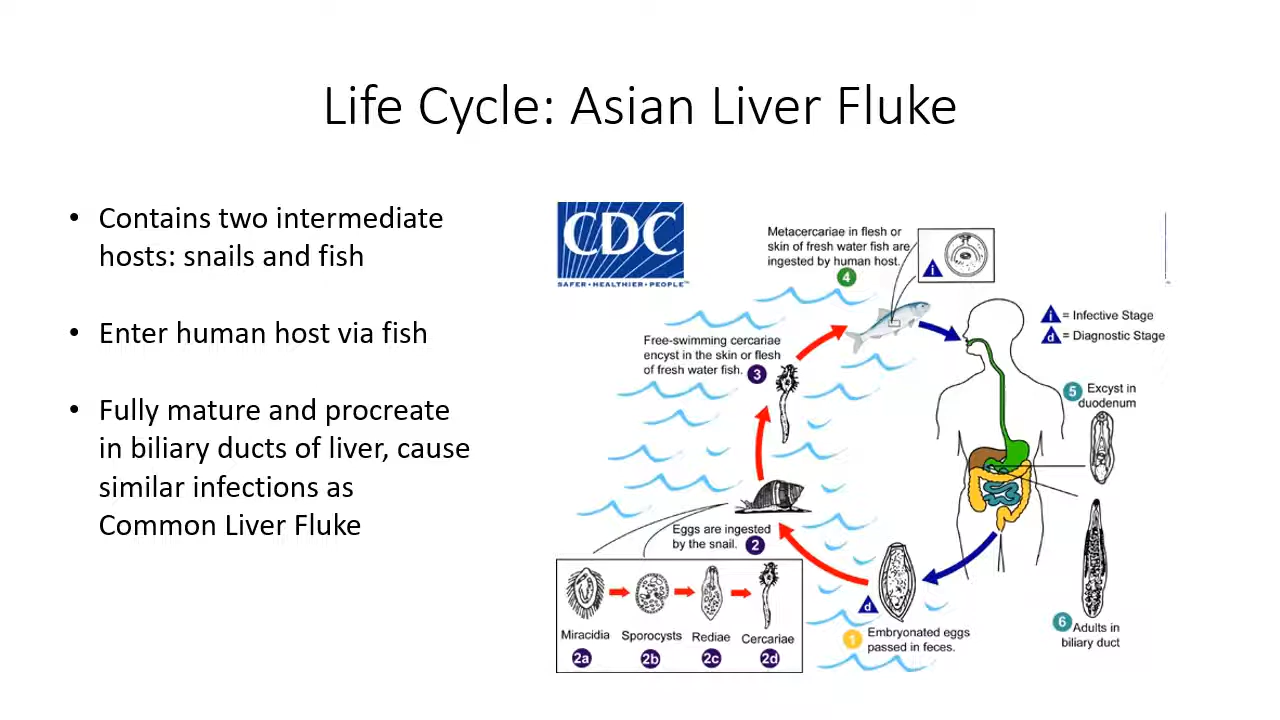 Life Cycle: Asian Liver Fluke
• Contains two intermediate
hosts: snails and fish
• Enter human host via fish
• Fully mature and procreate
in biliary ducts of liver, cause
similar infections as
Common Liver Fluke
CDC
SAFER•HEALTHIER•PEOPLE™
Metacercariae in flesh or
skin of fresh water fish are
ingested by human host.
4
i
i = Infective Stage
d = Diagnostic Stage
Free-swimming cercariae
encyst in the skin or flesh
of fresh water fish. 3
5 Excyst in
duodenum
Eggs are ingested
by the snail. 2
Miracidia Sporocysts Rediae Cercariae
2a 2b 2c 2d
d
1 Embryonated eggs
passed in feces.
6 Adults in
biliary duct